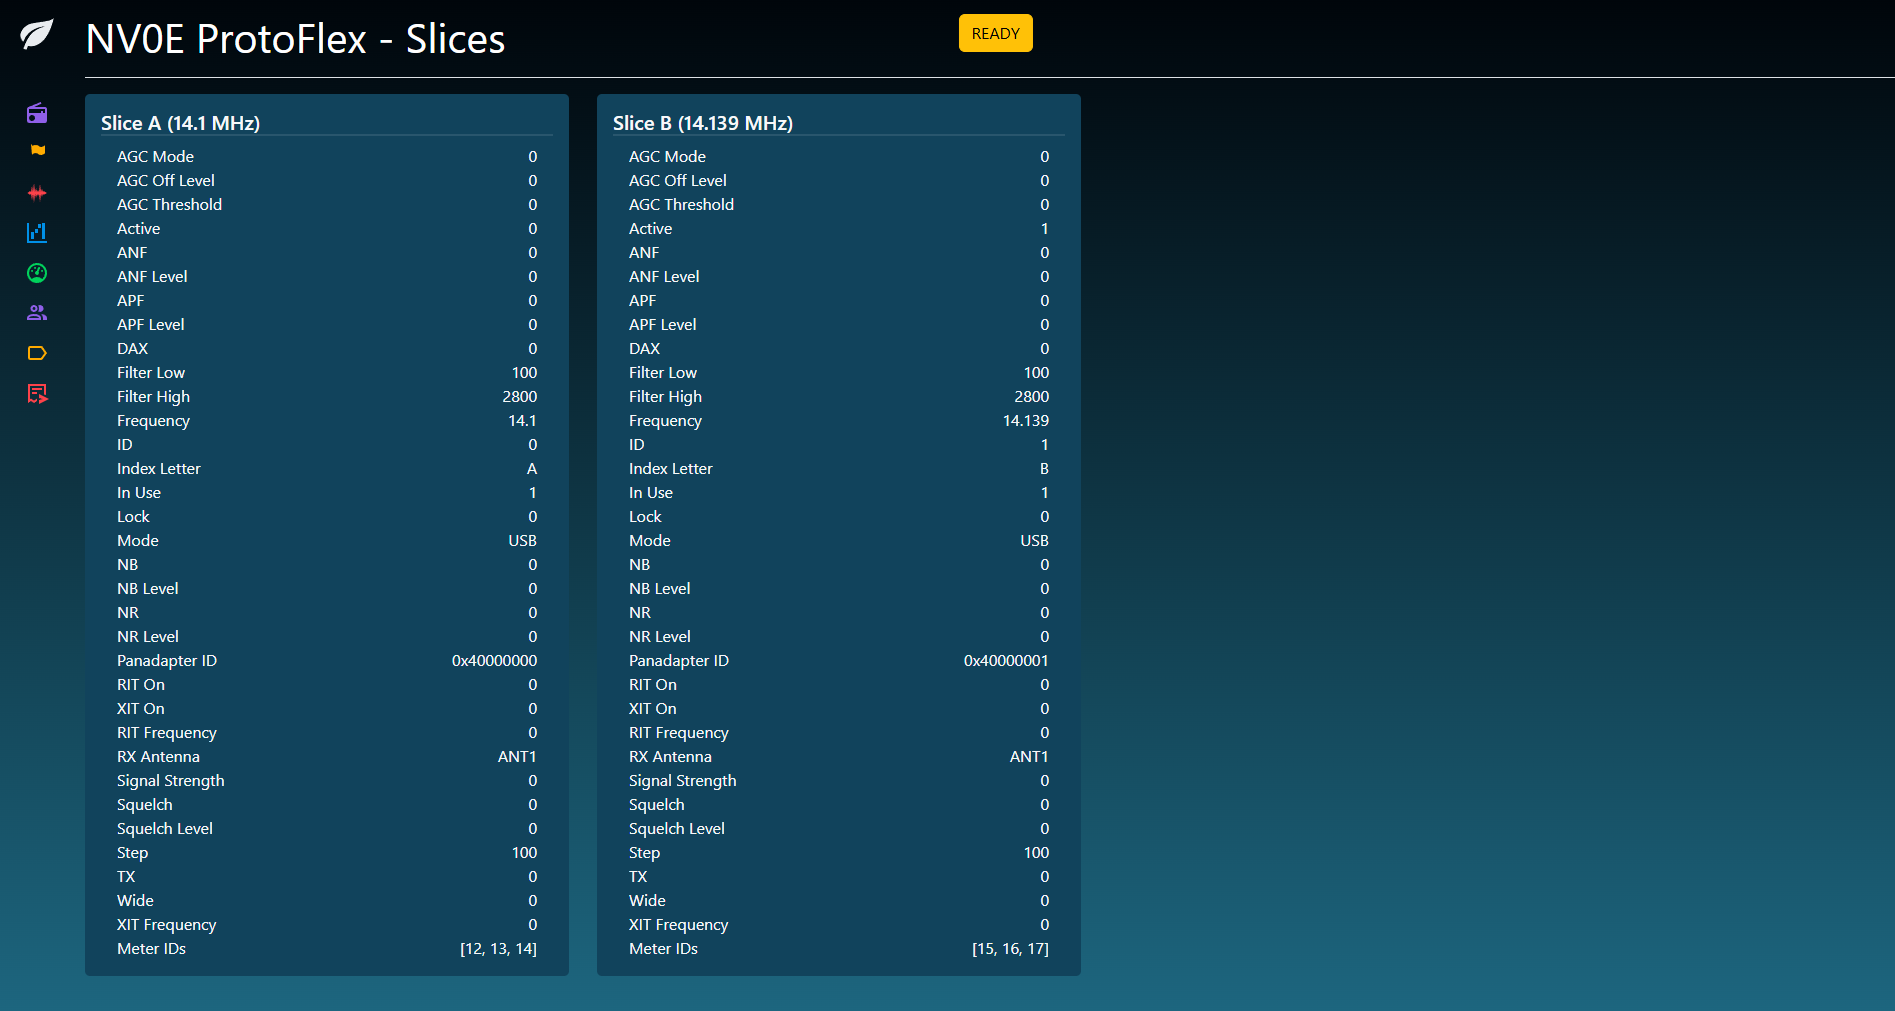 NV0E ProtoFlex - Slices
READY
Slice A (14.1 MHz)
AGC Mode 0
AGC Off Level 0
AGC Threshold 0
Active 0
ANF 0
ANF Level 0
APF 0
APF Level 0
DAX 0
Filter Low 100
Filter High 2800
Frequency 14.1
ID 0
Index Letter A
In Use 1
Lock 0
Mode USB
NB 0
NB Level 0
NR 0
NR Level 0
Panadapter ID 0x40000000
RIT On 0
XIT On 0
RIT Frequency 0
RX Antenna ANT1
Signal Strength 0
Squelch 0
Squelch Level 0
Step 100
TX 0
Wide 0
XIT Frequency 0
Meter IDs [12, 13, 14]
Slice B (14.139 MHz)
AGC Mode 0
AGC Off Level 0
AGC Threshold 0
Active 1
ANF 0
ANF Level 0
APF 0
APF Level 0
DAX 0
Filter Low 100
Filter High 2800
Frequency 14.139
ID 1
Index Letter B
In Use 1
Lock 0
Mode USB
NB 0
NB Level 0
NR 0
NR Level 0
Panadapter ID 0x40000001
RIT On 0
XIT On 0
RIT Frequency 0
RX Antenna ANT1
Signal Strength 0
Squelch 0
Squelch Level 0
Step 100
TX 0
Wide 0
XIT Frequency 0
Meter IDs [15, 16, 17]